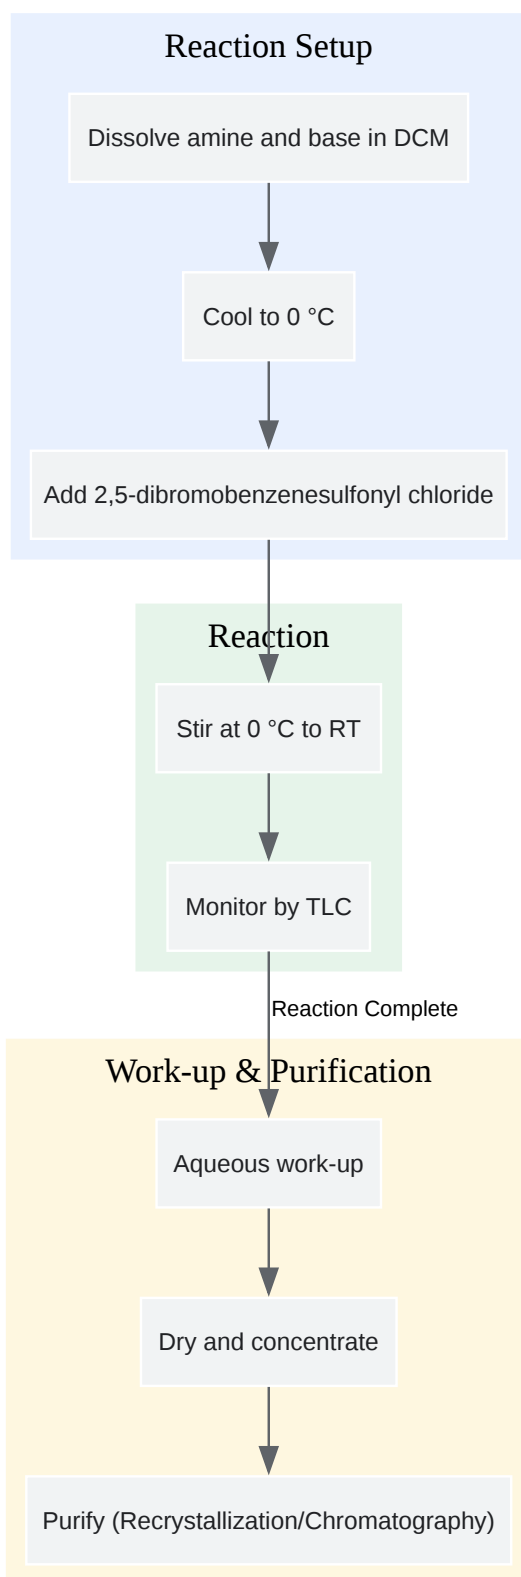 Reaction Setup
Dissolve amine and base in DCM
Cool to 0 °C
Add 2,5-dibromobenzenesulfonyl chloride
Reaction
Stir at 0 °C to RT
Monitor by TLC
Reaction Complete
Work-up & Purification
Aqueous work-up
Dry and concentrate
Purify (Recrystallization/Chromatography)